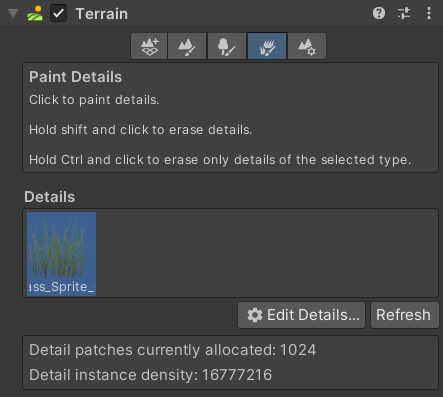 Terrain
Paint Details
Click to paint details.
Hold shift and click to erase details.
Hold Ctrl and click to erase only details of the selected type.
Details
ass_Sprite_
Edit Details...
Refresh
Detail patches currently allocated: 1024
Detail instance density: 16777216